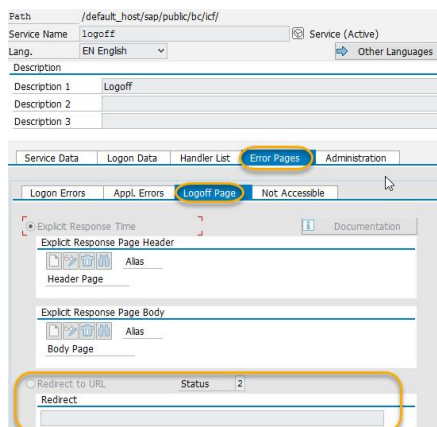 Path /default_host/sap/public/bc/icf/
Service Name logoff Service (Active)
Lang. EN English Other Languages
Description
Description 1 Logoff
Description 2
Description 3
Service Data Logon Data Handler List Error Pages Administration
Logon Errors Appl. Errors Logoff Page Not Accessible
Explicit Response Time Documentation
Explicit Response Page Header
Alias
Header Page
Explicit Response Page Body
Alias
Body Page
Redirect to URL Status 2
Redirect